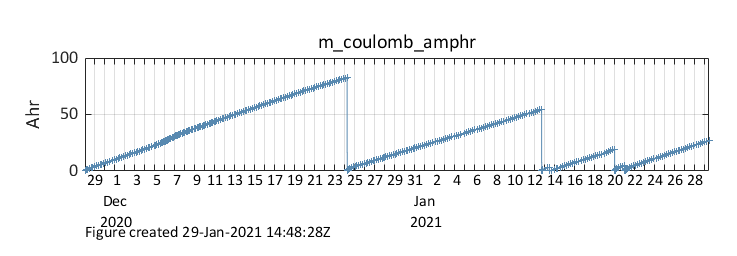 m_coulomb_amphr
100
50
0
Ahr
29 1 3 5 7 9 11 13 15 17 19 21 23 25 27 29 31 2 4 6 8 10 12 14 16 18 20 22 24 26 28
Dec Jan
2020 2021
Figure created 29-Jan-2021 14:48:28Z